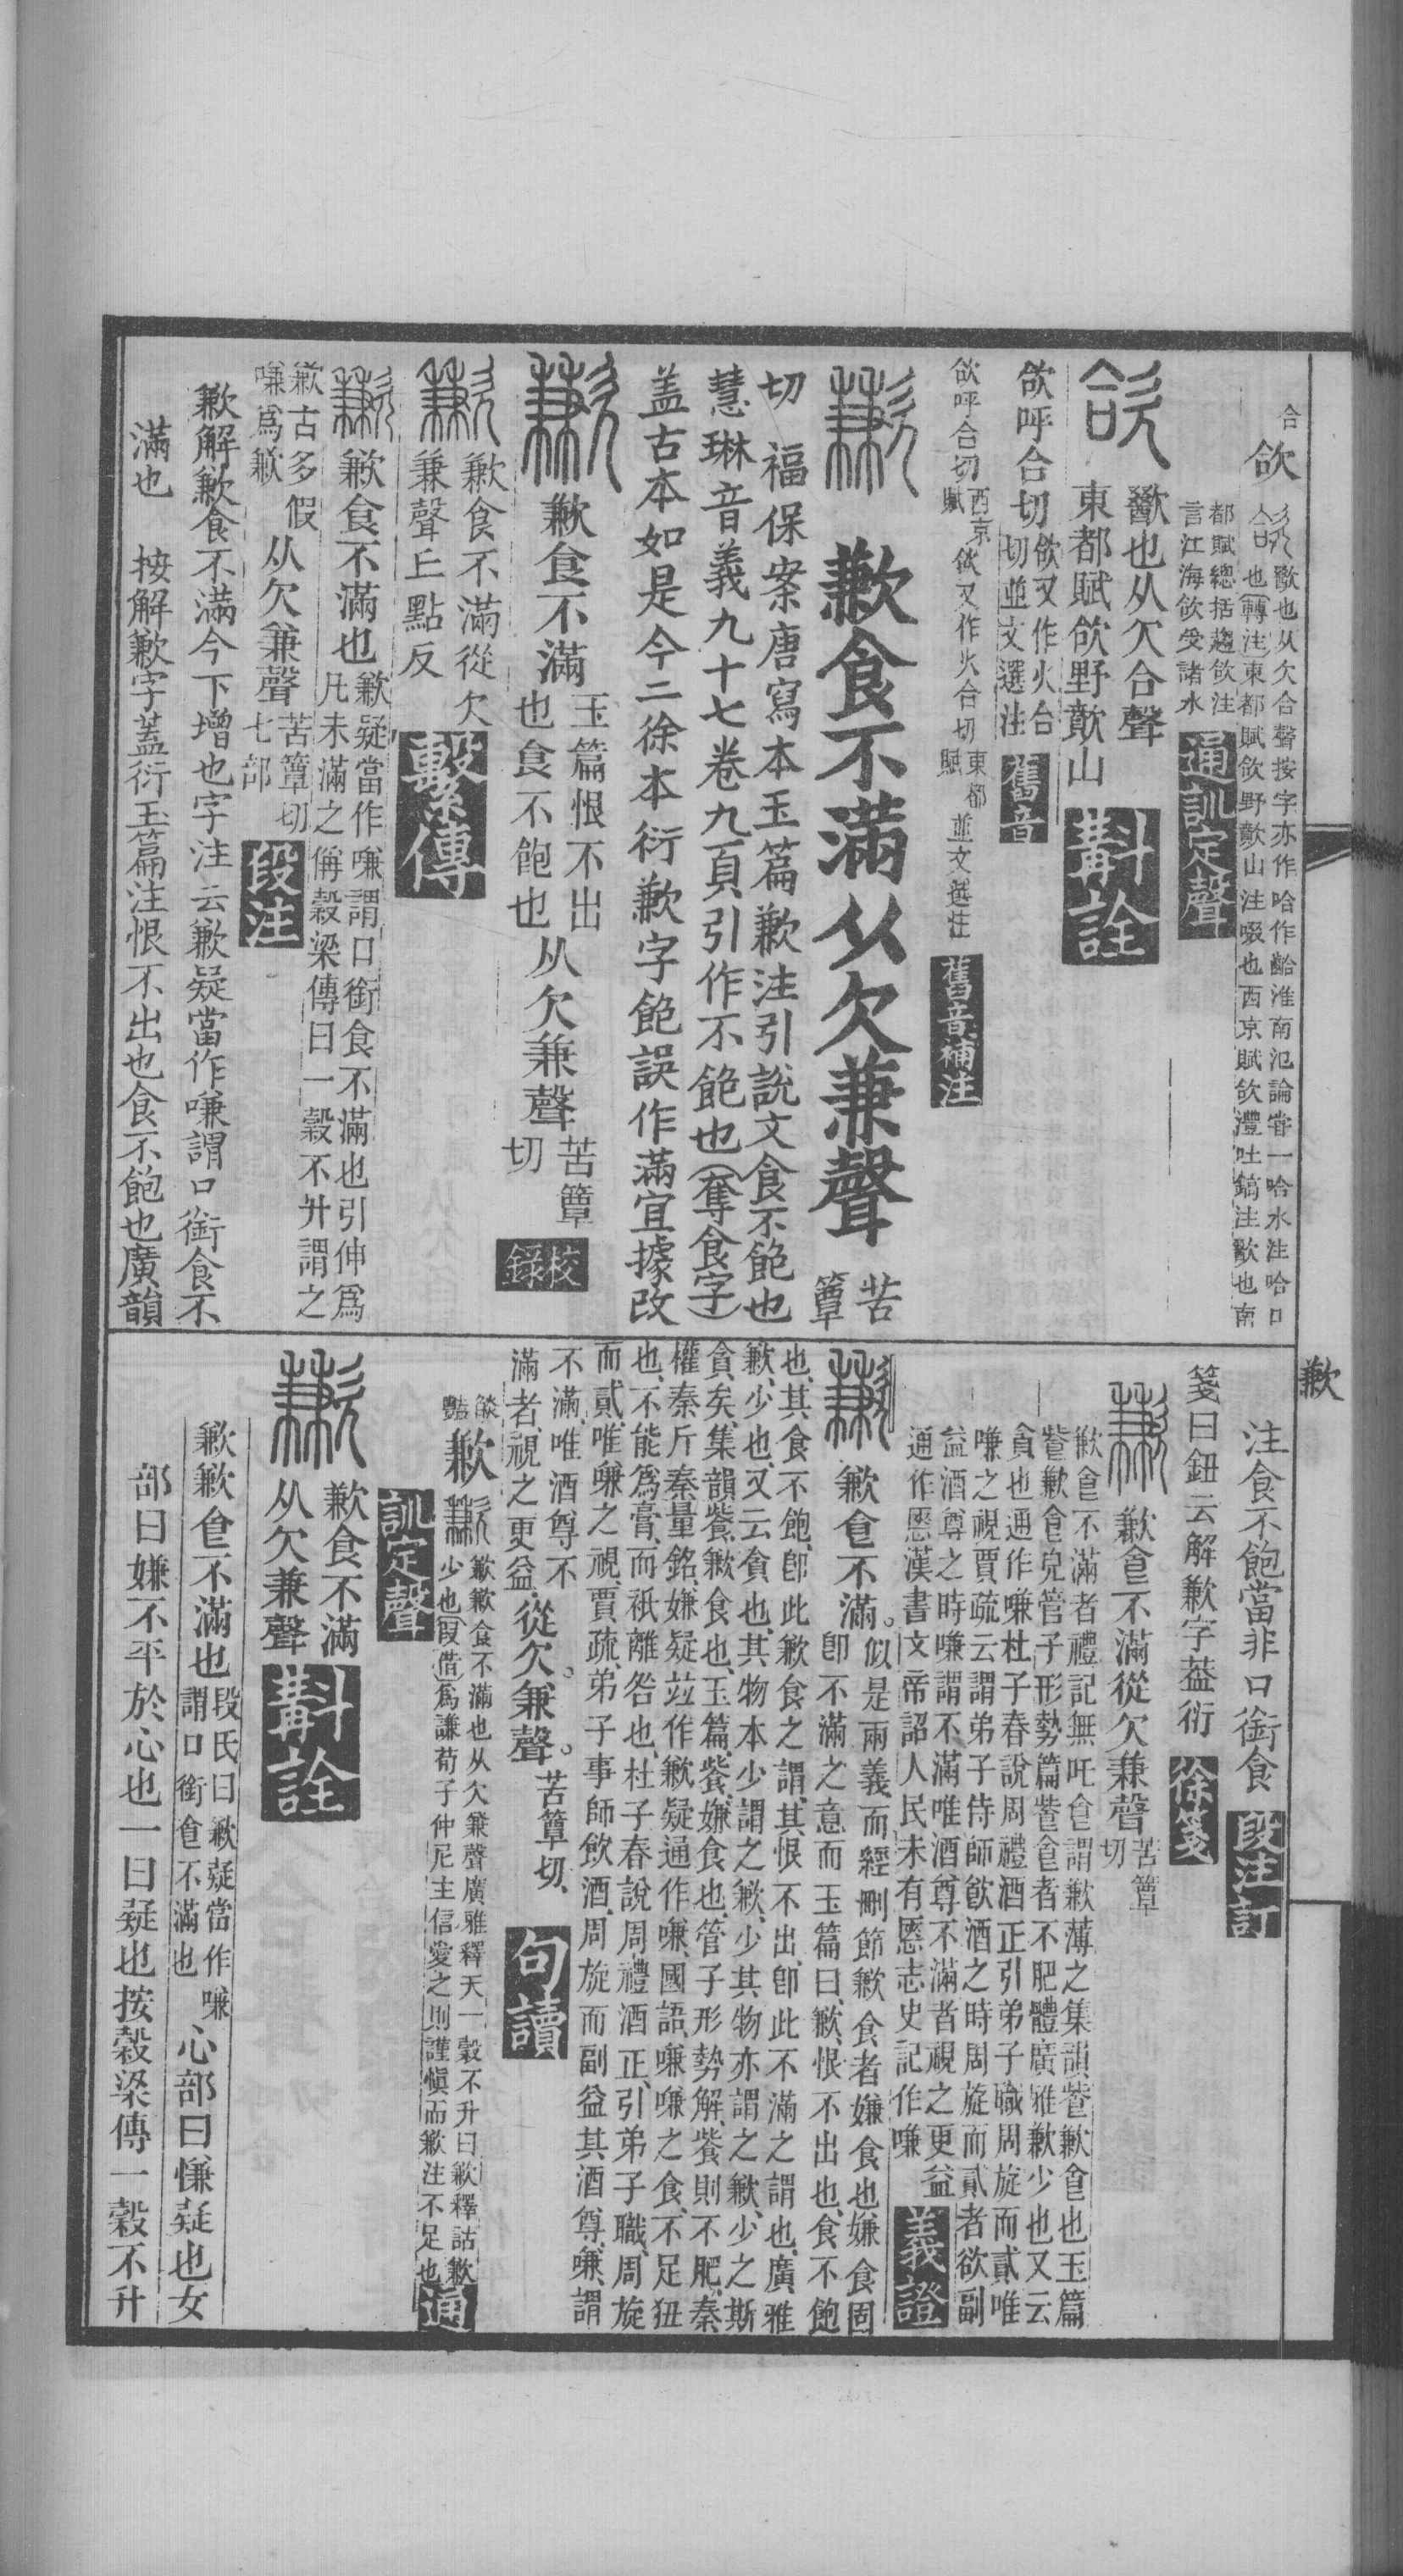 合
欱
歠也从欠合聲按字亦作哈作㪉淮南氾論嘗一哈水注哈口
也(轉注)東都賦欱野歕山注啜也西京賦欱灃吐鎬注歠也南
都賦總括趨欱注
言江海欱受諸水
通訓定聲
歠也从欠合聲
東都賦欱野歕山
斠詮
欱呼合切
欱又作火合
切並文選注
舊音
欱呼合切
西京賦
欱又作火合切
東都賦
並文選注
舊音補注
歉食不滿从欠兼聲
苦簟
切　福保案唐寫本玉篇歉注引說文食不飽也
慧琳音義九十七卷九頁引作不飽也(奪食字)
蓋古本如是今二徐本衍歉字飽誤作滿宜據改
歉食不滿
玉篇恨不出
也食不飽也
从欠兼聲
苦簟
切
校錄
歉食不滿從欠
兼聲丘點反
繫傳
歉食不滿也
歉疑當作嗛謂口銜食不滿也引伸爲
凡未滿之偁穀梁傳曰一穀不升謂之
歉古多假
嗛爲歉
从欠兼聲
苦簟切
七部
段注
歉解歉食不滿今下增也字注云歉疑當作嗛謂口銜食不
滿也　按解歉字蓋衍玉篇注恨不出也食不飽也廣韻
歉
注食不飽當非口銜食
段注訂
箋曰鈕云解歉字葢衍
徐箋
歉食不滿從欠兼聲
苦簟
切
歉食不滿者禮記無吒食謂歉薄之集韻䭣歉食也玉篇
䭣歉食皃管子形勢篇䭣食者不肥體廣雅歉少也又云
貪也通作嗛杜子春說周禮酒正引弟子職周旋而貳唯
嗛之視賈疏云謂弟子侍師飲酒之時周旋而貳者欲副
益酒尊之時嗛謂不滿唯酒尊不滿者視之更益
通作慊漢書文帝詔人民未有慊志史記作嗛
義證
歉食不滿。
似是兩義而經刪節歉食者嫌食也嫌食固
卽不滿之意而玉篇曰歉恨不出也食不飽
也其食不飽卽此歉食之謂其恨不出卽此不滿之謂也廣雅
歉少也又云貪也其物本少謂之歉少其物亦謂之歉少之斯
貪矣集韻飺歉食也玉篇飺嫌食也管子形勢解飺則不肥秦
權秦斤秦量銘嫌疑竝作歉疑通作嗛國語嗛嗛之食不足狃
也不能爲膏而祇離咎也杜子春說周禮酒正引弟子職周旋
而貳唯嗛之視賈疏弟子事師飲酒周旋而副益其酒尊嗛謂
不滿唯酒尊不
滿者視之更益
從欠。兼聲。
苦簟切
句讀
歉
歉歉食不滿也从欠兼聲廣雅釋天一穀不升曰歉釋詁歉
少也(叚借)爲謙荀子仲尼主信愛之則謹愼而歉注不足也
通
訓定聲
歉食不滿
从欠兼聲
斠詮
歉歉食不滿也
段氏曰歉疑當作嗛
謂口銜食不滿也
心部曰慊疑也女
部曰嫌不平於心也一曰疑也按穀梁傳一穀不升